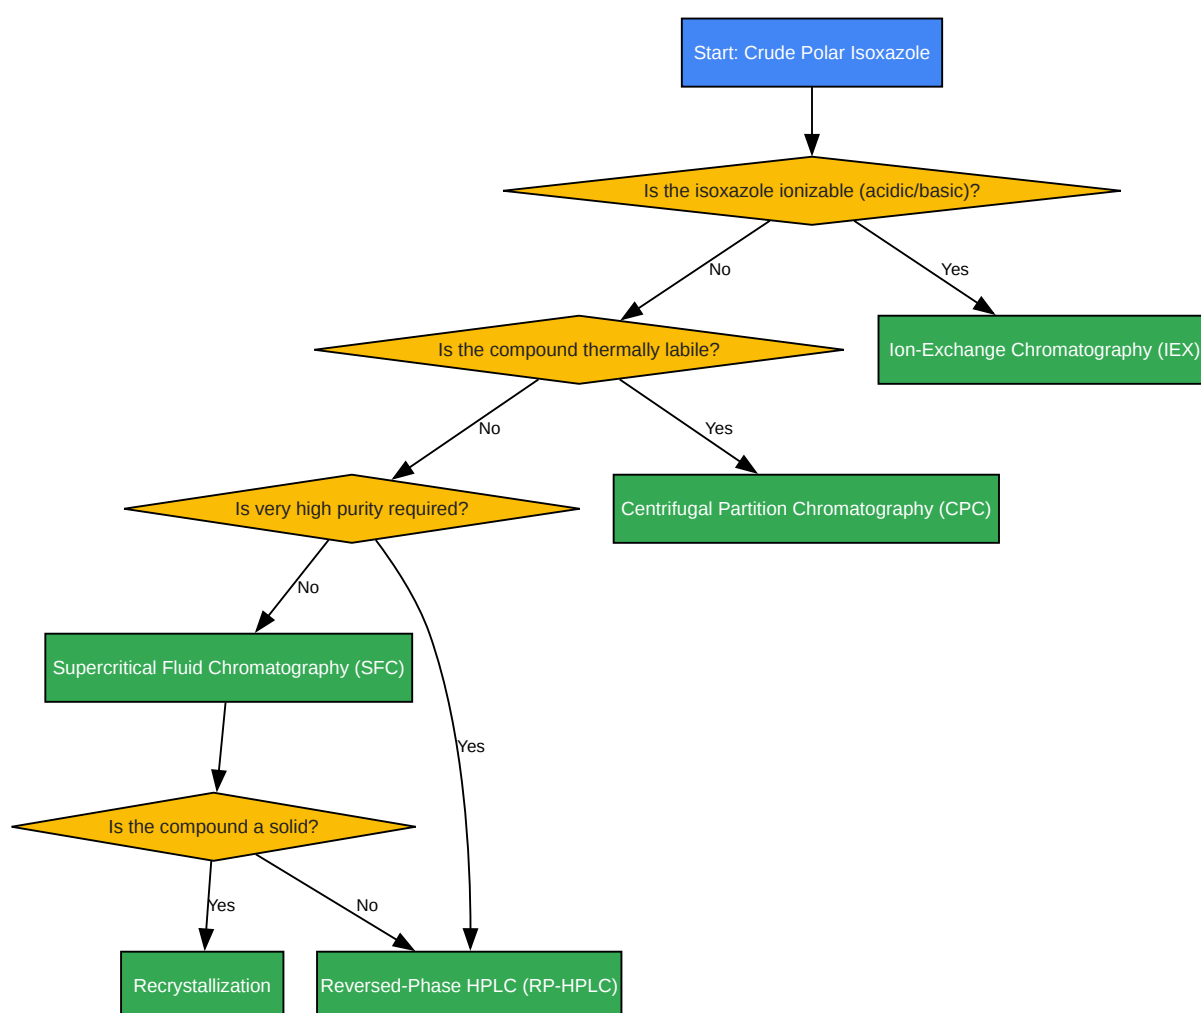 Start: Crude Polar Isoxazole
Is the isoxazole ionizable (acidic/basic)?
No
Yes
Is the compound thermally labile?
Ion-Exchange Chromatography (IEX)
No
Yes
Is very high purity required?
Centrifugal Partition Chromatography (CPC)
No
Supercritical Fluid Chromatography (SFC)
Yes
Is the compound a solid?
Yes
No
Recrystallization
Reversed-Phase HPLC (RP-HPLC)